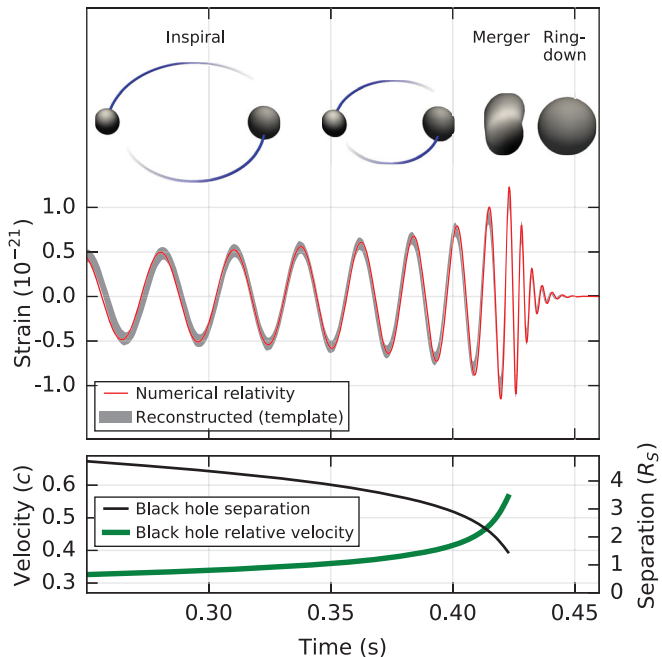 Inspiral
Merger
Ring-
down
Strain (10⁻²¹)
1.0
0.5
0.0
-0.5
-1.0
Numerical relativity
Reconstructed (template)
Velocity (c)
0.6
0.5
0.4
0.3
Black hole separation
Black hole relative velocity
4
3
2
1
0
Separation (R_S)
0.30
0.35
0.40
0.45
Time (s)